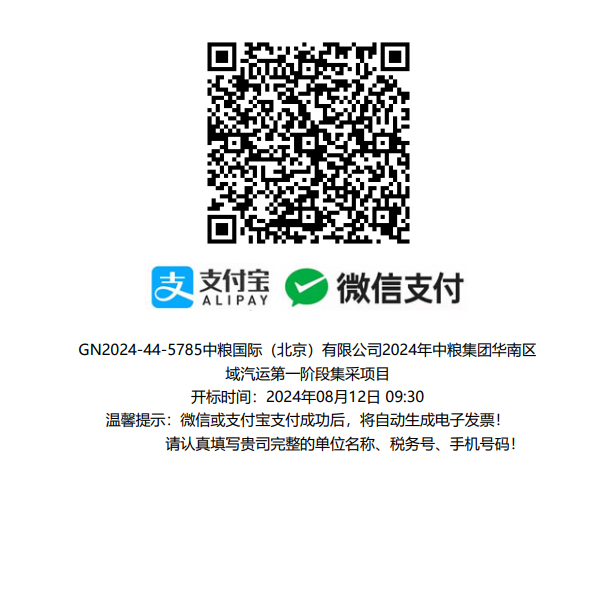 支付宝
ALIPAY
微信支付
GN2024-44-5785中粮国际（北京）有限公司2024年中粮集团华南区
域汽运第一阶段集采项目
开标时间：2024年08月12日 09:30
温馨提示：微信或支付宝支付成功后，将自动生成电子发票！
请认真填写贵司完整的单位名称、税务号、手机号码！